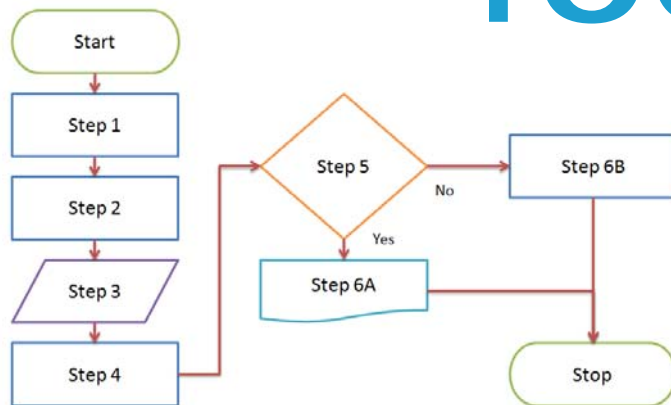 Start
Step 1
Step 2
Step 3
Step 4
Step 5
No
Yes
Step 6A
Step 6B
Stop